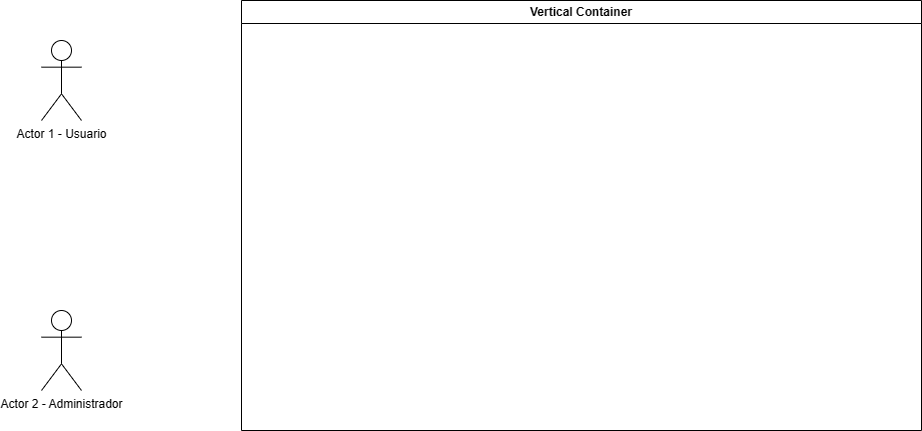 Vertical Container
Actor 1 - Usuario
Actor 2 - Administrador